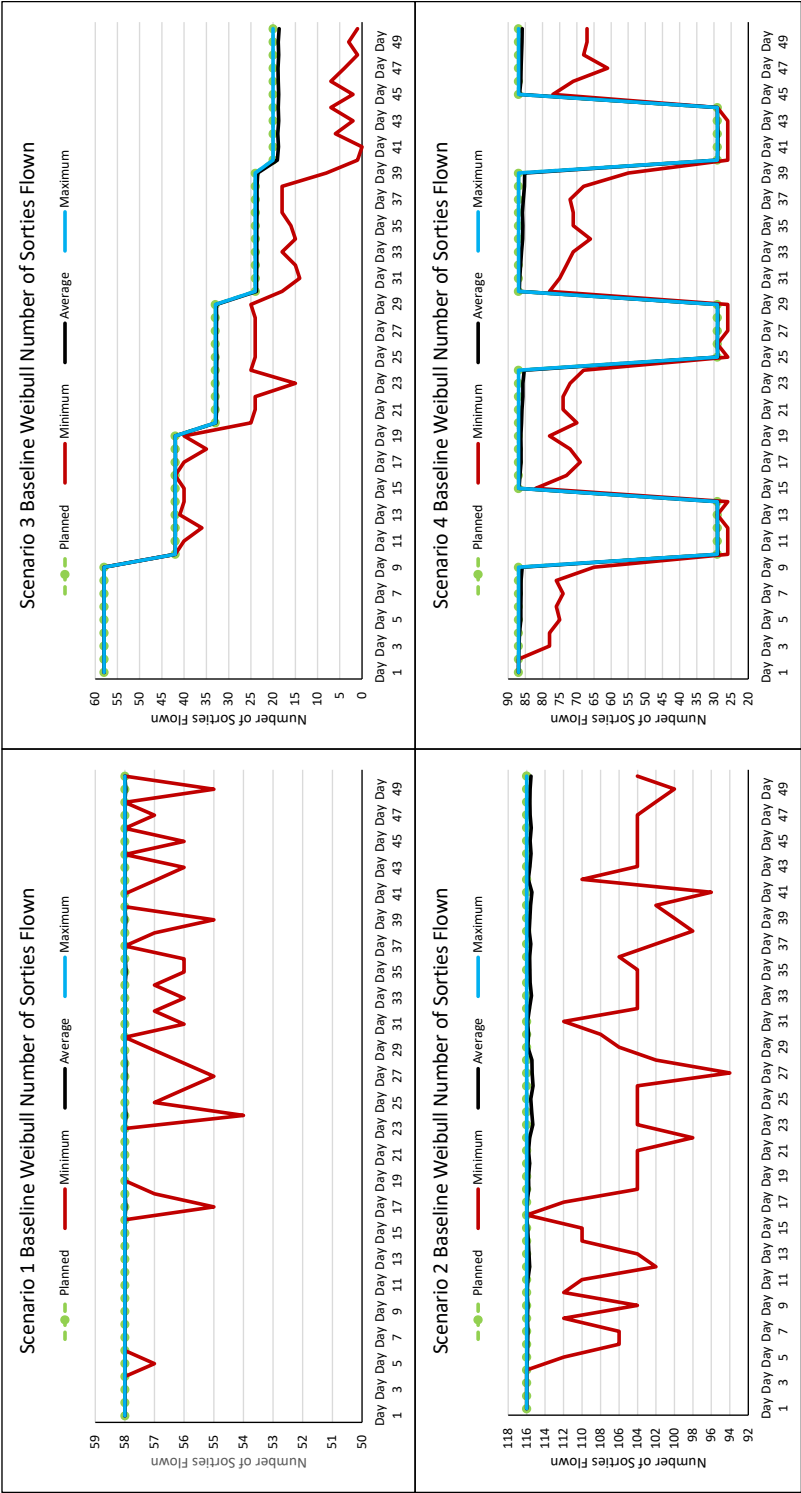 Scenario 1 Baseline Weibull Number of Sorties Flown
Planned Minimum Average Maximum
Number of Sorties Flown
59
58
57
56
55
54
53
52
51
50
Day Day Day Day Day Day Day Day Day Day Day Day Day Day Day Day Day Day Day Day Day Day Day Day Day
1 3 5 7 9 11 13 15 17 19 21 23 25 27 29 31 33 35 37 39 41 43 45 47 49
Scenario 3 Baseline Weibull Number of Sorties Flown
Planned Minimum Average Maximum
Number of Sorties Flown
60
55
50
45
40
35
30
25
20
15
10
5
0
Day Day Day Day Day Day Day Day Day Day Day Day Day Day Day Day Day Day Day Day Day Day Day Day Day
1 3 5 7 9 11 13 15 17 19 21 23 25 27 29 31 33 35 37 39 41 43 45 47 49
Scenario 2 Baseline Weibull Number of Sorties Flown
Planned Minimum Average Maximum
Number of Sorties Flown
118
116
114
112
110
108
106
104
102
100
98
96
94
92
Day Day Day Day Day Day Day Day Day Day Day Day Day Day Day Day Day Day Day Day Day Day Day Day Day
1 3 5 7 9 11 13 15 17 19 21 23 25 27 29 31 33 35 37 39 41 43 45 47 49
Scenario 4 Baseline Weibull Number of Sorties Flown
Planned Minimum Average Maximum
Number of Sorties Flown
90
85
80
75
70
65
60
55
50
45
40
35
30
25
20
Day Day Day Day Day Day Day Day Day Day Day Day Day Day Day Day Day Day Day Day Day Day Day Day Day
1 3 5 7 9 11 13 15 17 19 21 23 25 27 29 31 33 35 37 39 41 43 45 47 49